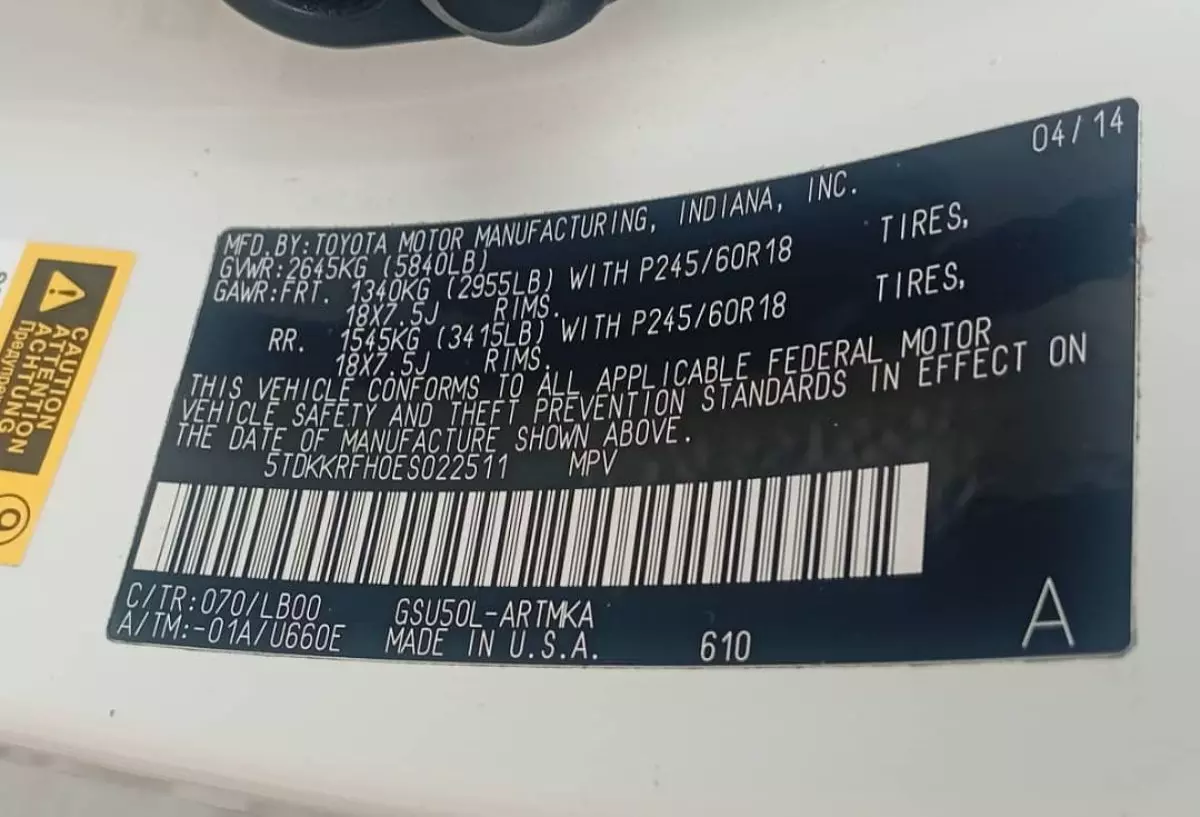 04/14
MFD.BY:TOYOTA MOTOR MANUFACTURING, INDIANA, INC.
GVWR:2645KG (5840LB)
GAWR:FRT. 1340KG (2955LB) WITH P245/60R18 TIRES,
18X7.5J RIMS.
RR. 1545KG (3415LB) WITH P245/60R18 TIRES,
18X7.5J RIMS.
THIS VEHICLE CONFORMS TO ALL APPLICABLE FEDERAL MOTOR
VEHICLE SAFETY AND THEFT PREVENTION STANDARDS IN EFFECT ON
THE DATE OF MANUFACTURE SHOWN ABOVE.
5TDKKRFH0ES022511 MPV
C/TR:070/LB00 GSU50L-ARTMKA
A/TM:-01A/U660E MADE IN U.S.A. 610
A
CAUTION
ATTENTION
ACHTUNG